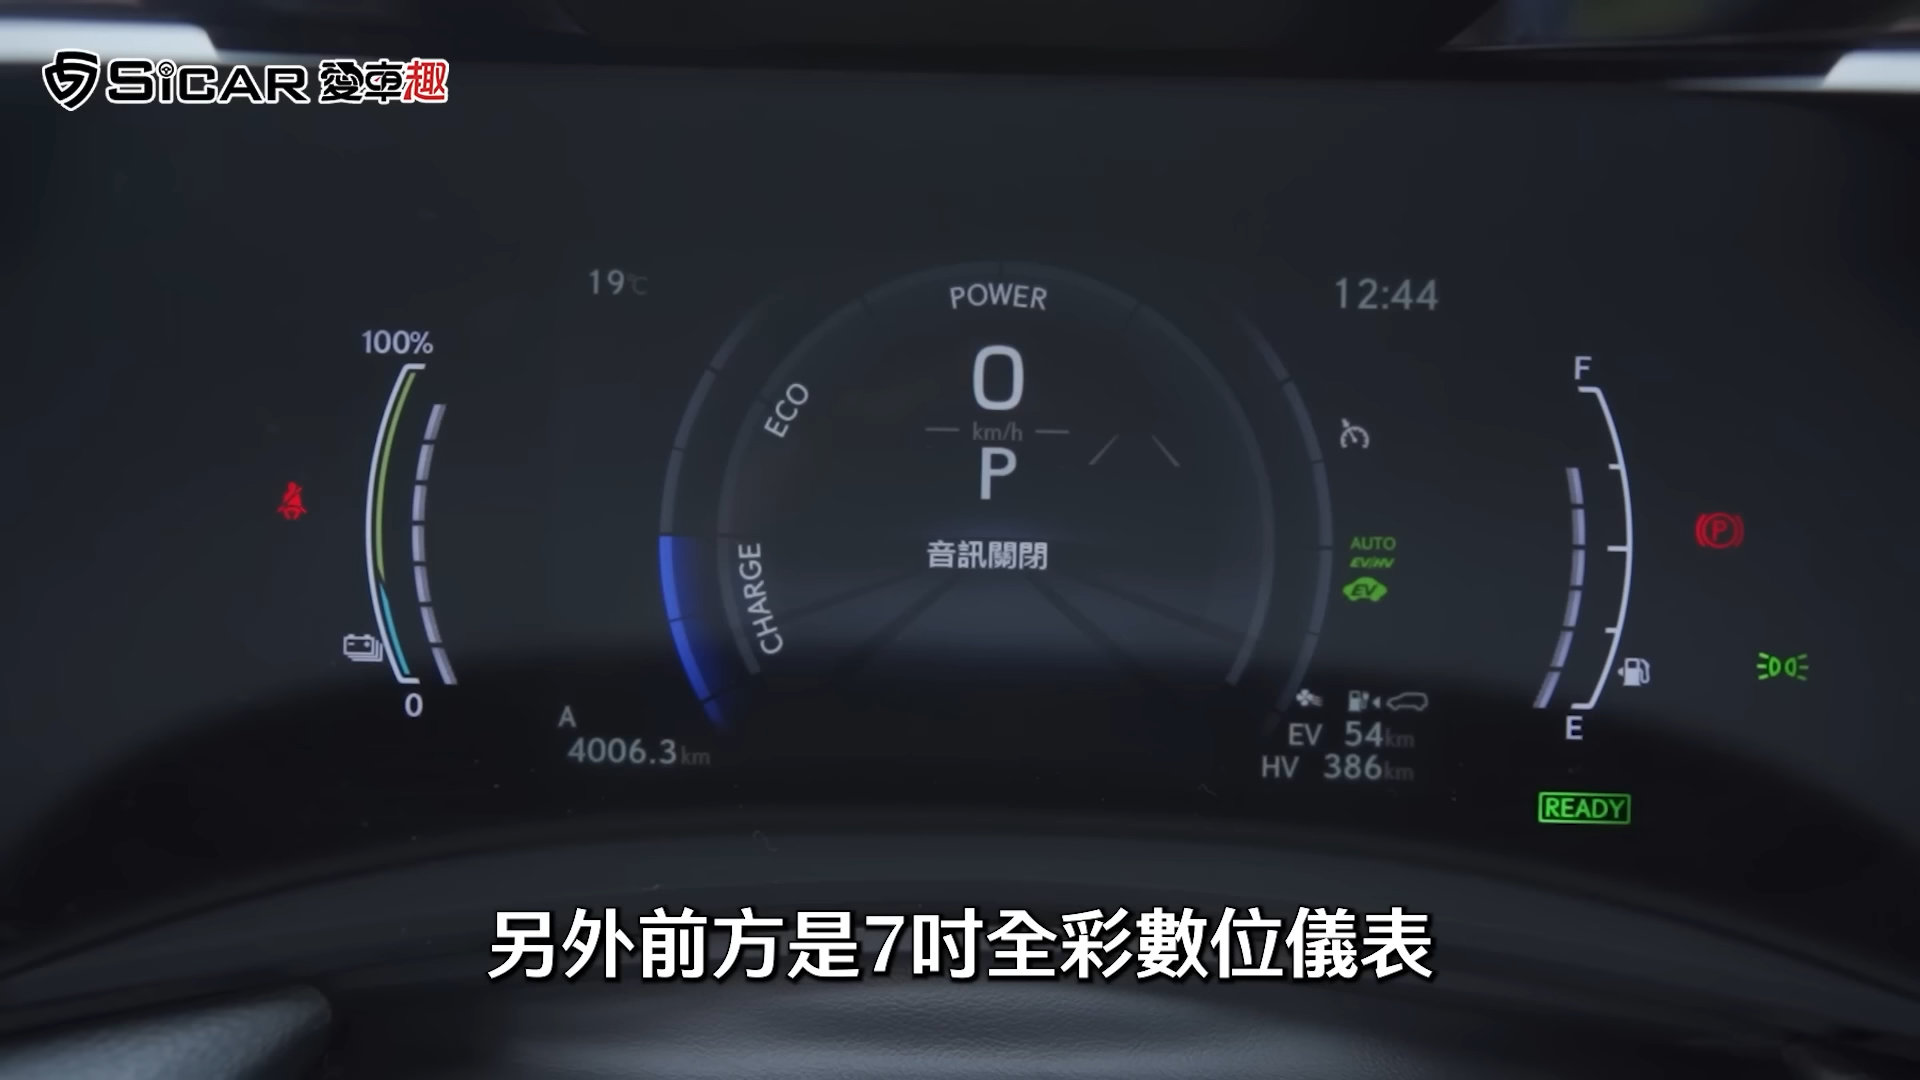 SiCAR 愛車趣
19℃
12:44
POWER
100%
F
ECO
0
km/h
P
AUTO
EV/HV
EV
音訊關閉
CHARGE
0
A
4006.3km
EV 54km
HV 386km
E
READY
另外前方是7吋全彩數位儀表